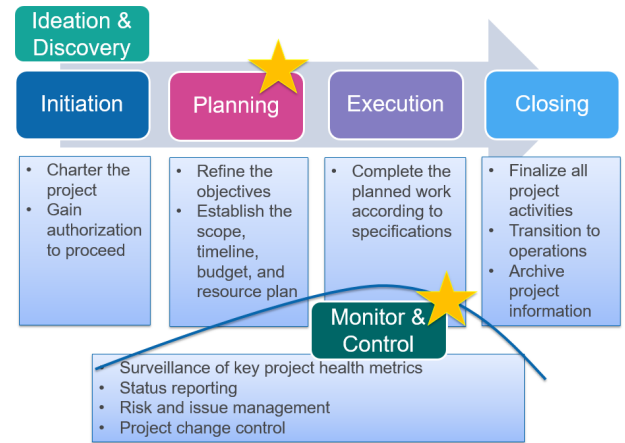 Ideation &
Discovery
Initiation
Planning
Execution
Closing
• Charter the
project
• Gain
authorization
to proceed
• Refine the
objectives
• Establish the
scope,
timeline,
budget, and
resource plan
• Complete the
planned work
according to
specifications
• Finalize all
project
activities
• Transition to
operations
• Archive
project
information
Monitor &
Control
• Surveillance of key project health metrics
• Status reporting
• Risk and issue management
• Project change control